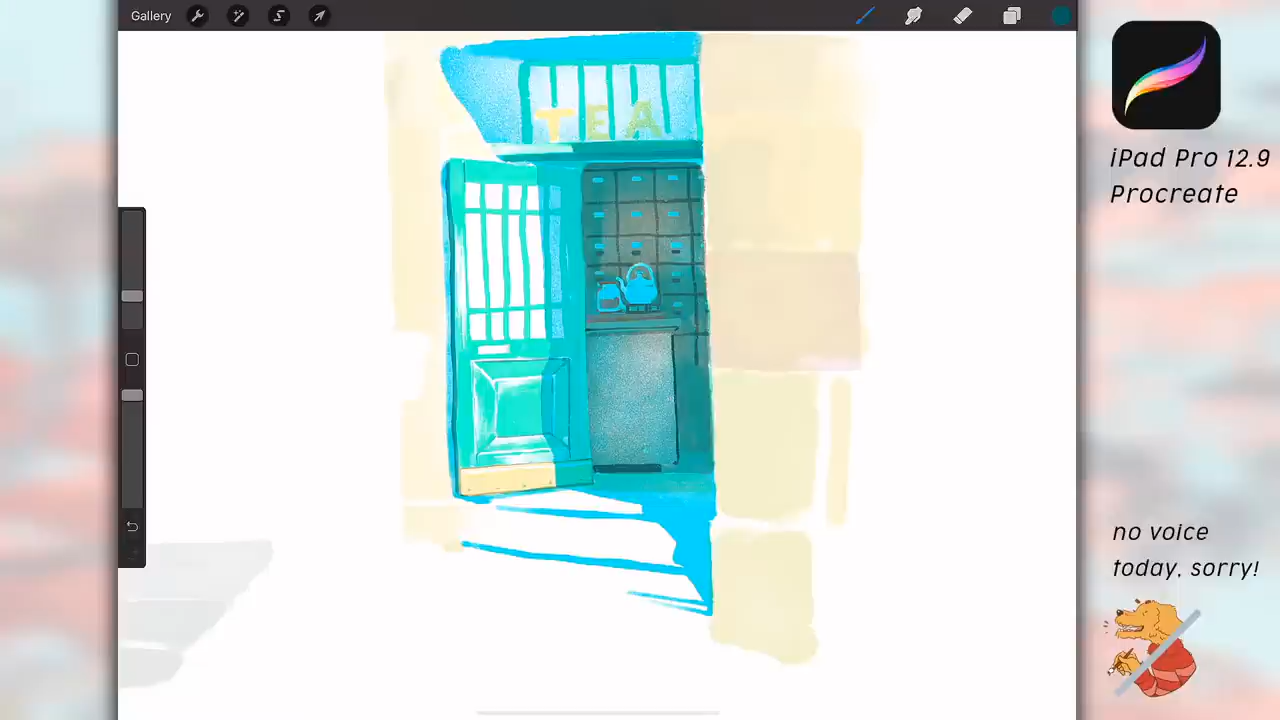 Gallery
TEA
iPad Pro 12.9
Procreate
no voice
today, sorry!